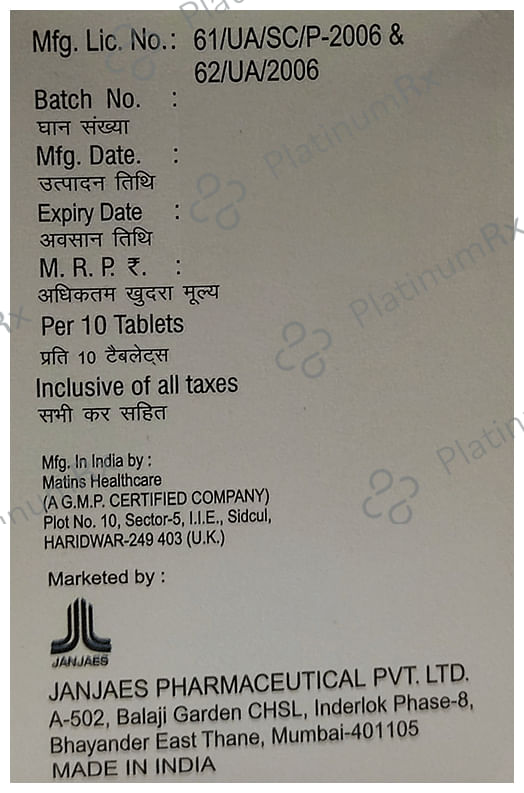 Mfg. Lic. No.: 61/UA/SC/P-2006 &
62/UA/2006
Batch No. :
घान संख्या
Mfg. Date. :
उत्पादन तिथि
Expiry Date :
अवसान तिथि
M. R. P. ₹. :
अधिकतम खुदरा मूल्य
Per 10 Tablets
प्रति 10 टैबलेट्स
Inclusive of all taxes
सभी कर सहित
Mfg. In India by :
Matins Healthcare
(A G.M.P. CERTIFIED COMPANY)
Plot No. 10, Sector-5, I.I.E., Sidcul,
HARIDWAR-249 403 (U.K.)
Marketed by :
JANJAES
JANJAES PHARMACEUTICAL PVT. LTD.
A-502, Balaji Garden CHSL, Inderlok Phase-8,
Bhayander East Thane, Mumbai-401105
MADE IN INDIA
PlatinumRx
PlatinumRx